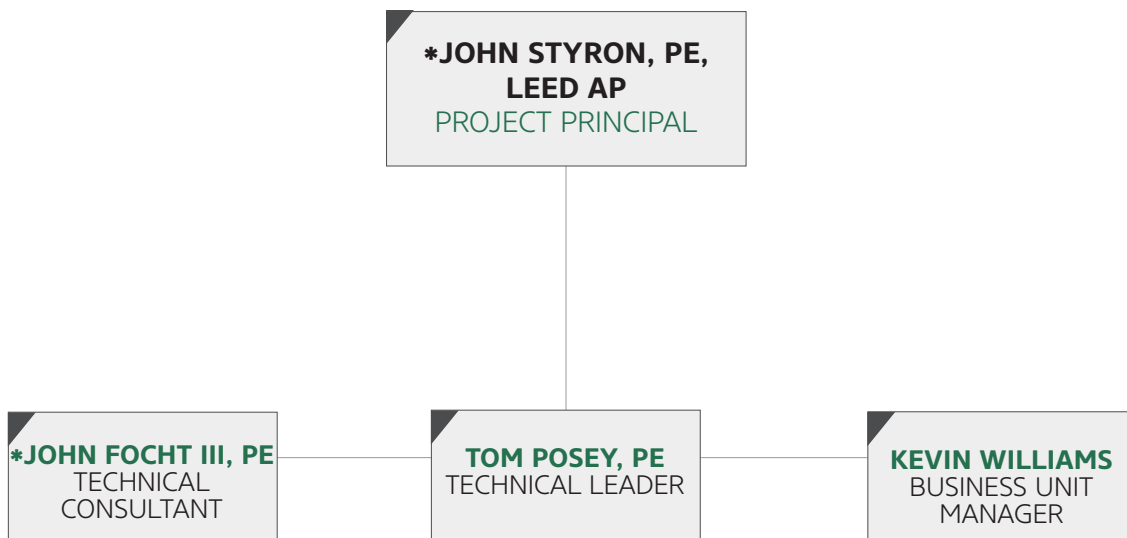 *JOHN STYRON, PE,
LEED AP
PROJECT PRINCIPAL
*JOHN FOCHT III, PE
TECHNICAL
CONSULTANT
TOM POSEY, PE
TECHNICAL LEADER
KEVIN WILLIAMS
BUSINESS UNIT
MANAGER